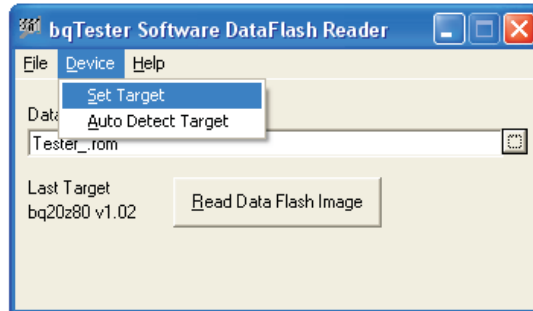 bqTester Software DataFlash Reader
File Device Help
Set Target
Auto Detect Target
Data
Tester_.rom
Last Target
bq20z80 v1.02
Read Data Flash Image